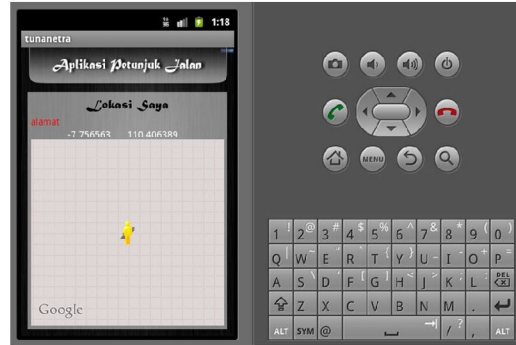 1:18
tunanetra
Aplikasi Petunjuk Jalan
Lokasi Saya
alamat
-7.756563 110.406389
Google
MENU
1 ! 2 @ 3 # 4 $ 5 % 6 ^ 7 & 8 * 9 ( 0 )
Q | W ~ E " R ` T { Y } U _ I - O + P =
A S \ D ' F [ G ] H < J > K ; L : DEL
Z X C V B N M .
ALT SYM @ / ? , ALT